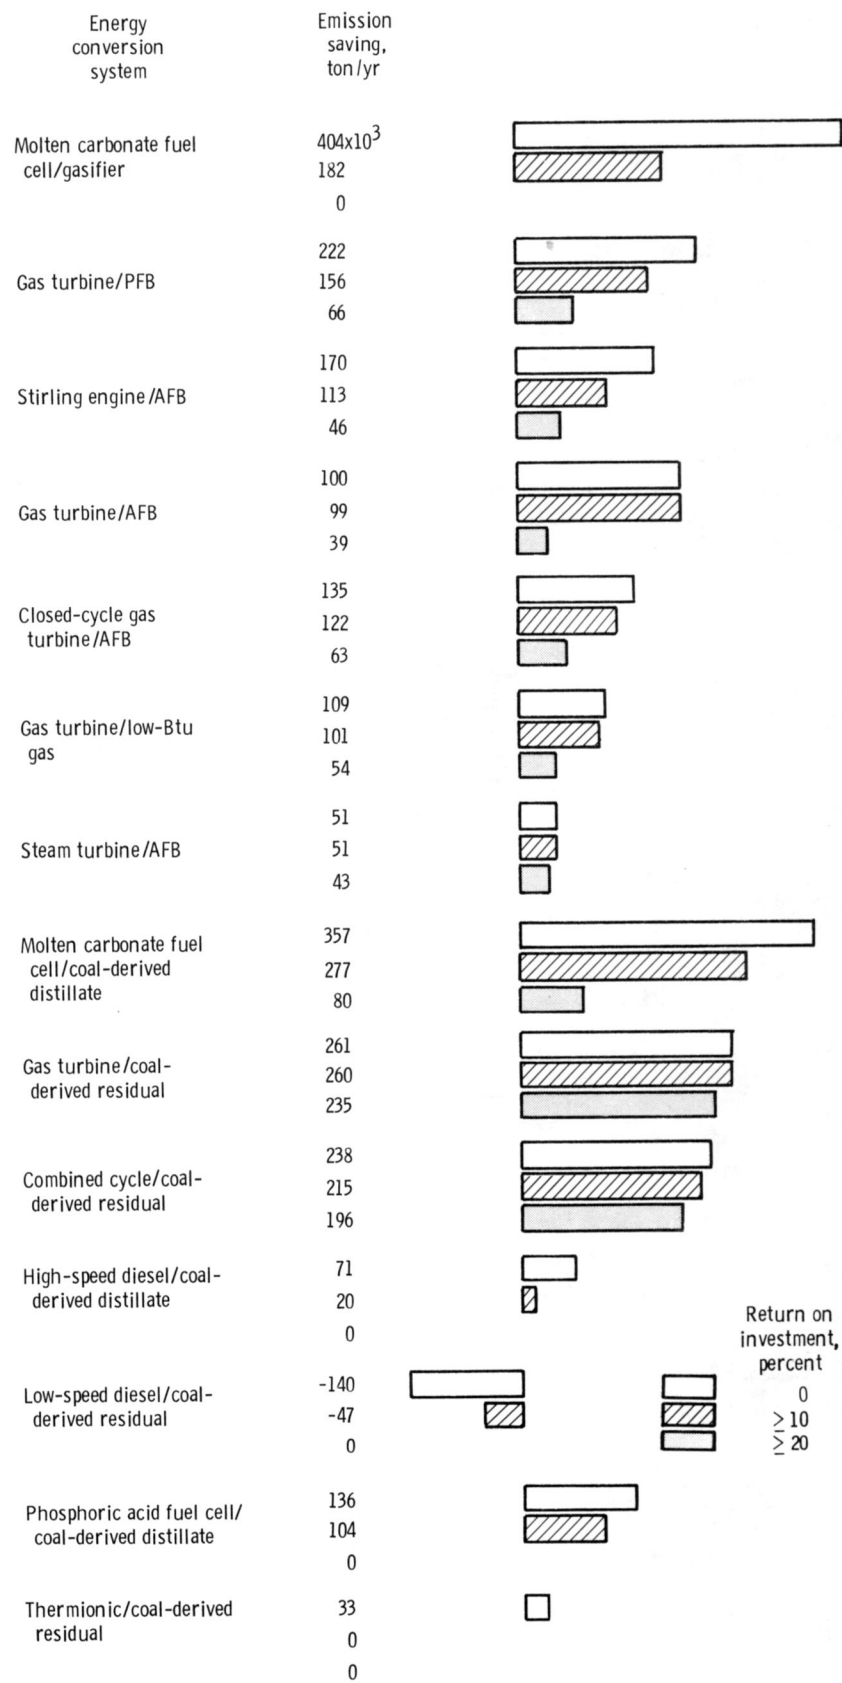 Energy conversion system
Emission saving, ton/yr
Molten carbonate fuel cell/gasifier
404x10³
182
0
Gas turbine/PFB
222
156
66
Stirling engine/AFB
170
113
46
Gas turbine/AFB
100
99
39
Closed-cycle gas turbine/AFB
135
122
63
Gas turbine/low-Btu gas
109
101
54
Steam turbine/AFB
51
51
43
Molten carbonate fuel cell/coal-derived distillate
357
277
80
Gas turbine/coal-derived residual
261
260
235
Combined cycle/coal-derived residual
238
215
196
High-speed diesel/coal-derived distillate
71
20
0
Low-speed diesel/coal-derived residual
-140
-47
0
Return on investment, percent
0
≥10
≥20
Phosphoric acid fuel cell/coal-derived distillate
136
104
0
Thermionic/coal-derived residual
33
0
0